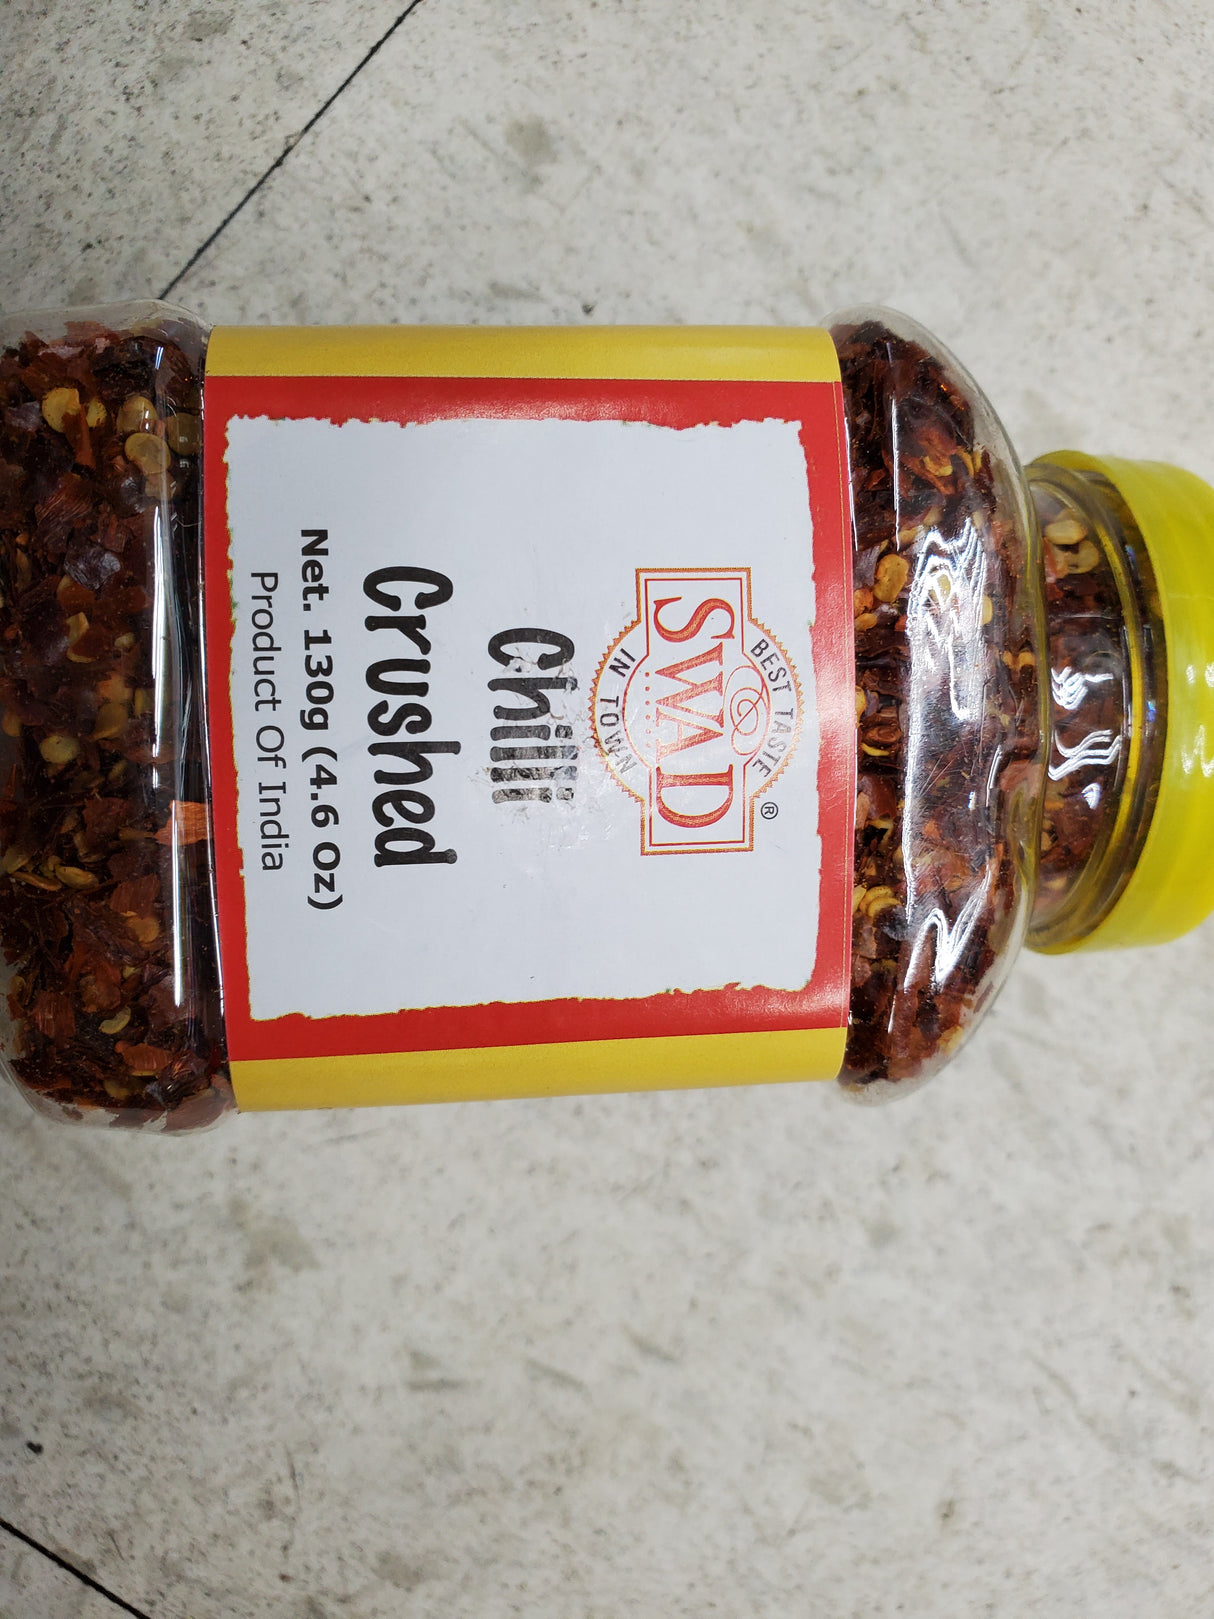 BEST TASTE
SWAD®
IN TOWN
Chilli
Crushed
Net. 130g (4.6 Oz)
Product Of India